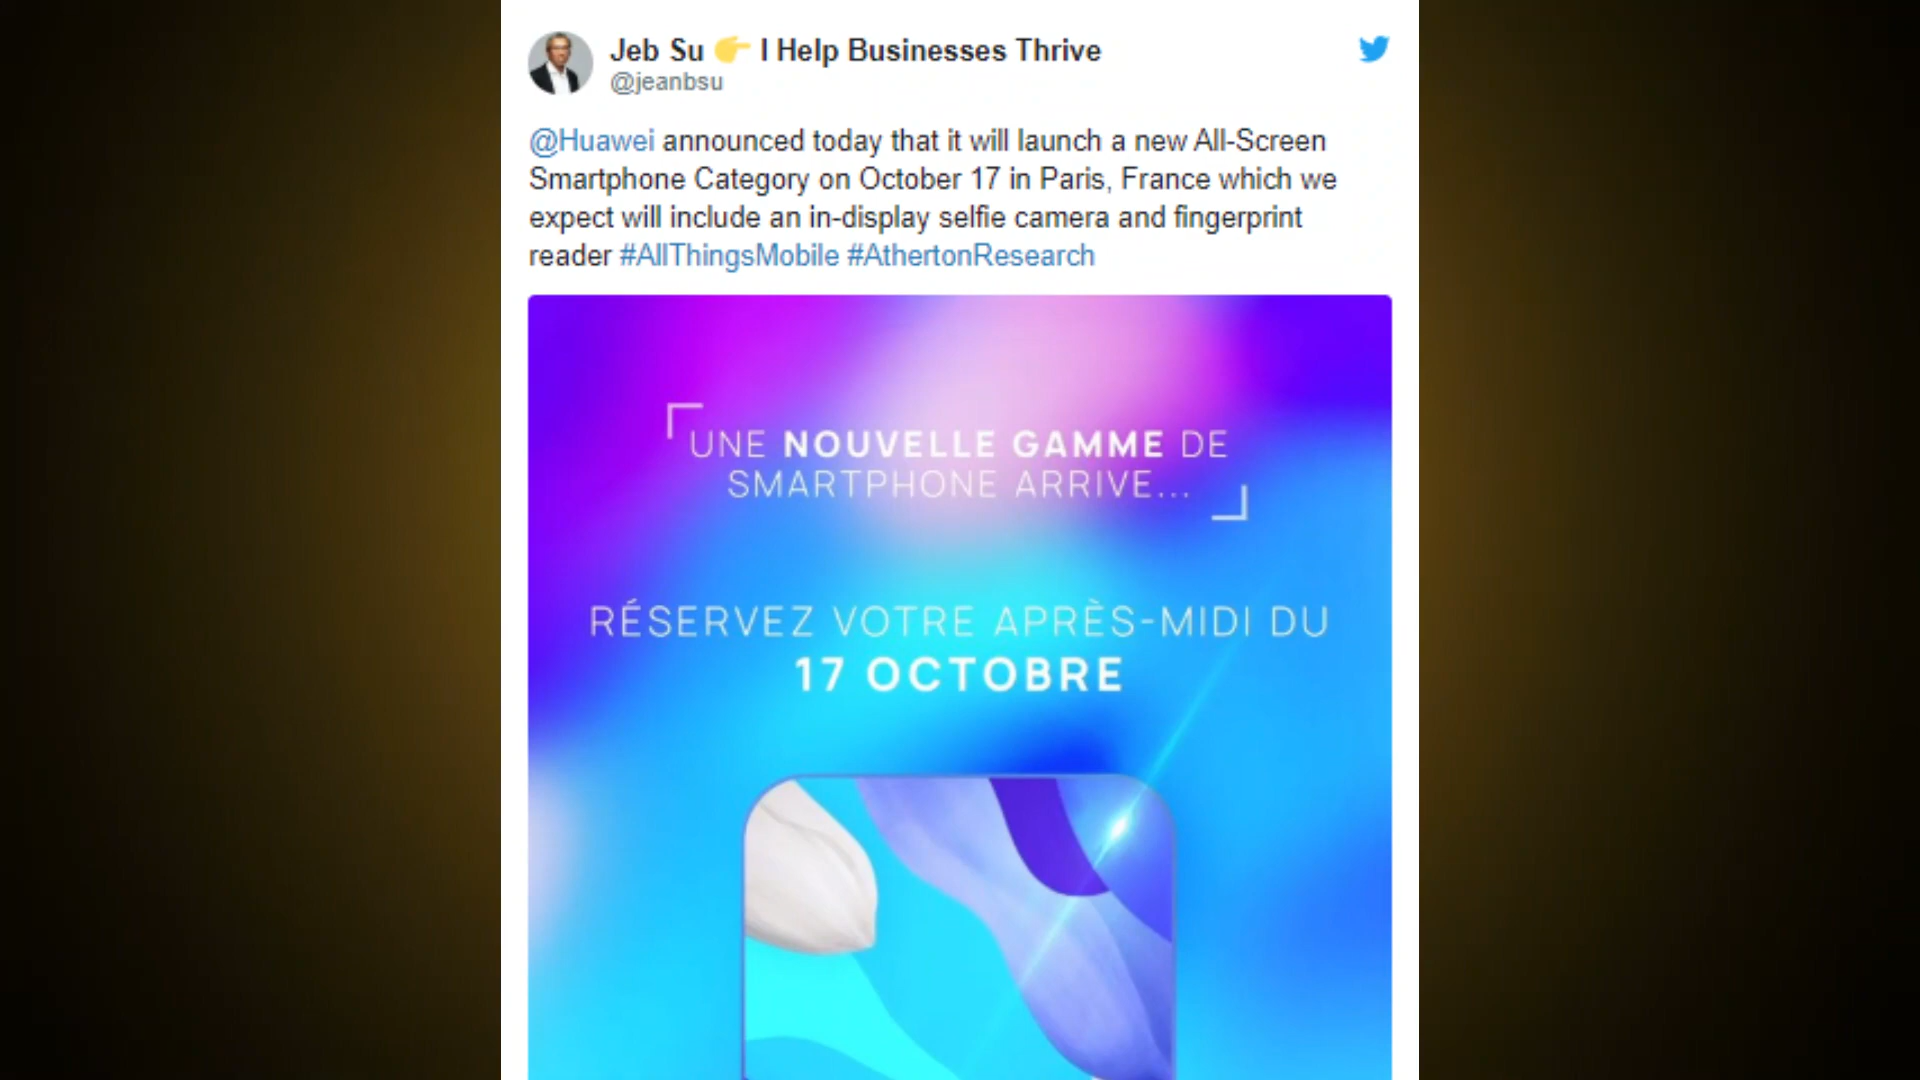 Jeb Su 👉 I Help Businesses Thrive
@jeanbsu
@Huawei announced today that it will launch a new All-Screen
Smartphone Category on October 17 in Paris, France which we
expect will include an in-display selfie camera and fingerprint
reader #AllThingsMobile #AthertonResearch
UNE NOUVELLE GAMME DE
SMARTPHONE ARRIVE...
RÉSERVEZ VOTRE APRÈS-MIDI DU
17 OCTOBRE